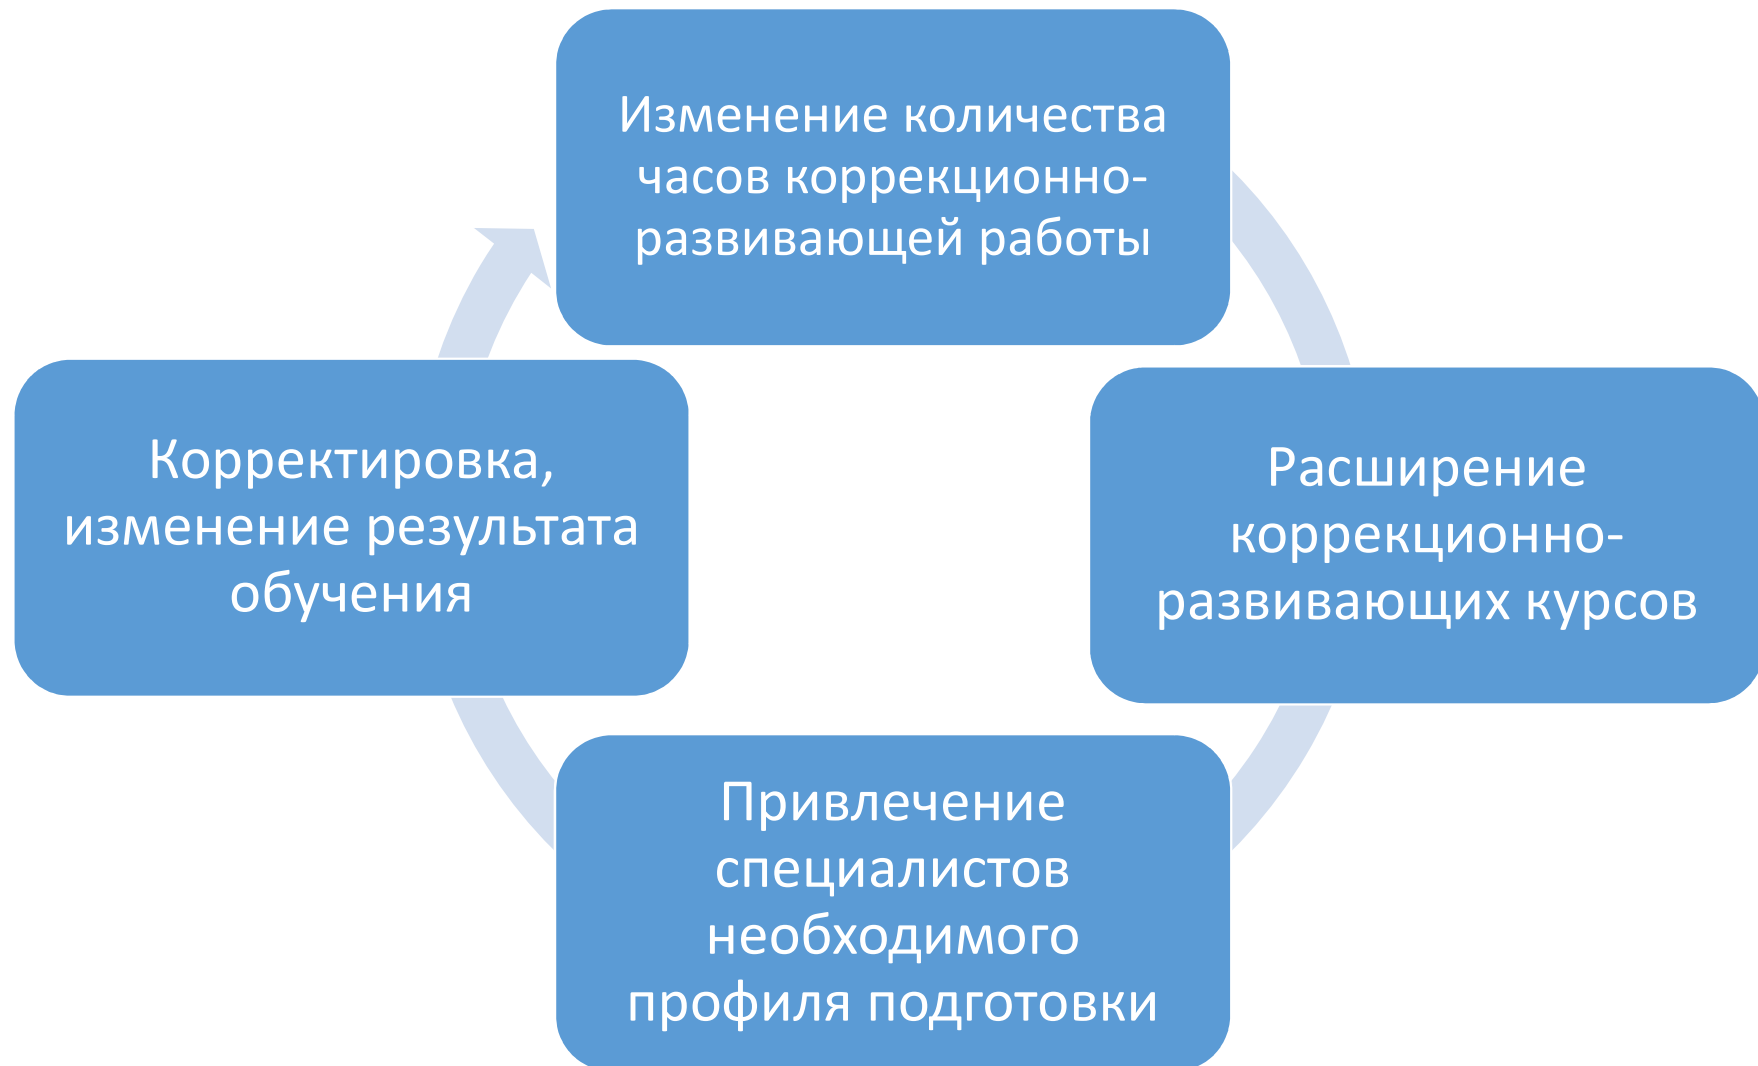 Изменение количества
часов коррекционно-
развивающей работы
Расширение
коррекционно-
развивающих курсов
Привлечение
специалистов
необходимого
профиля подготовки
Корректировка,
изменение результата
обучения